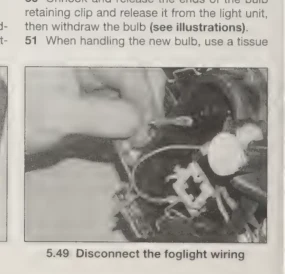 retaining clip and release it from the light unit,
then withdraw the bulb (see illustrations).
51 When handling the new bulb, use a tissue
5.49 Disconnect the foglight wiring